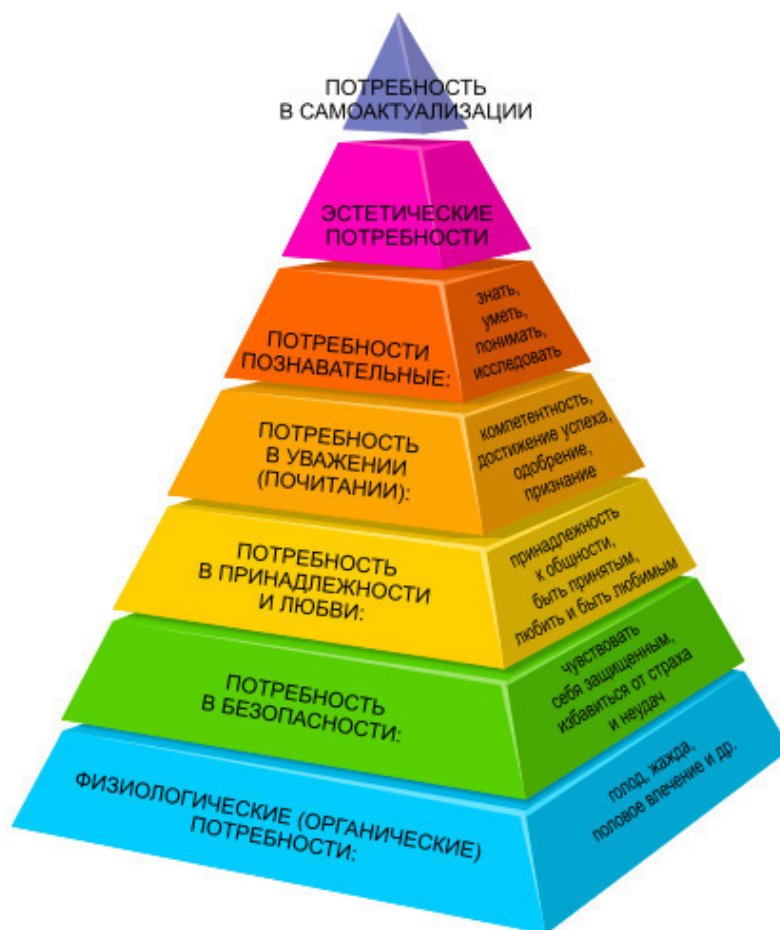 ПОТРЕБНОСТЬ
В САМОАКТУАЛИЗАЦИИ
ЭСТЕТИЧЕСКИЕ
ПОТРЕБНОСТИ
ПОТРЕБНОСТИ
ПОЗНАВАТЕЛЬНЫЕ:
знать,
уметь,
понимать,
исследовать
ПОТРЕБНОСТЬ
В УВАЖЕНИИ
(ПОЧИТАНИИ):
компетентность,
достижение успеха,
одобрение,
признание
ПОТРЕБНОСТЬ
В ПРИНАДЛЕЖНОСТИ
И ЛЮБВИ:
принадлежность
к общности,
быть принятым,
любить и быть любимым
ПОТРЕБНОСТЬ
В БЕЗОПАСНОСТИ:
чувствовать
себя защищенным,
избавиться от страха
и неудач
ФИЗИОЛОГИЧЕСКИЕ (ОРГАНИЧЕСКИЕ)
ПОТРЕБНОСТИ:
голод, жажда,
половое влечение и др.